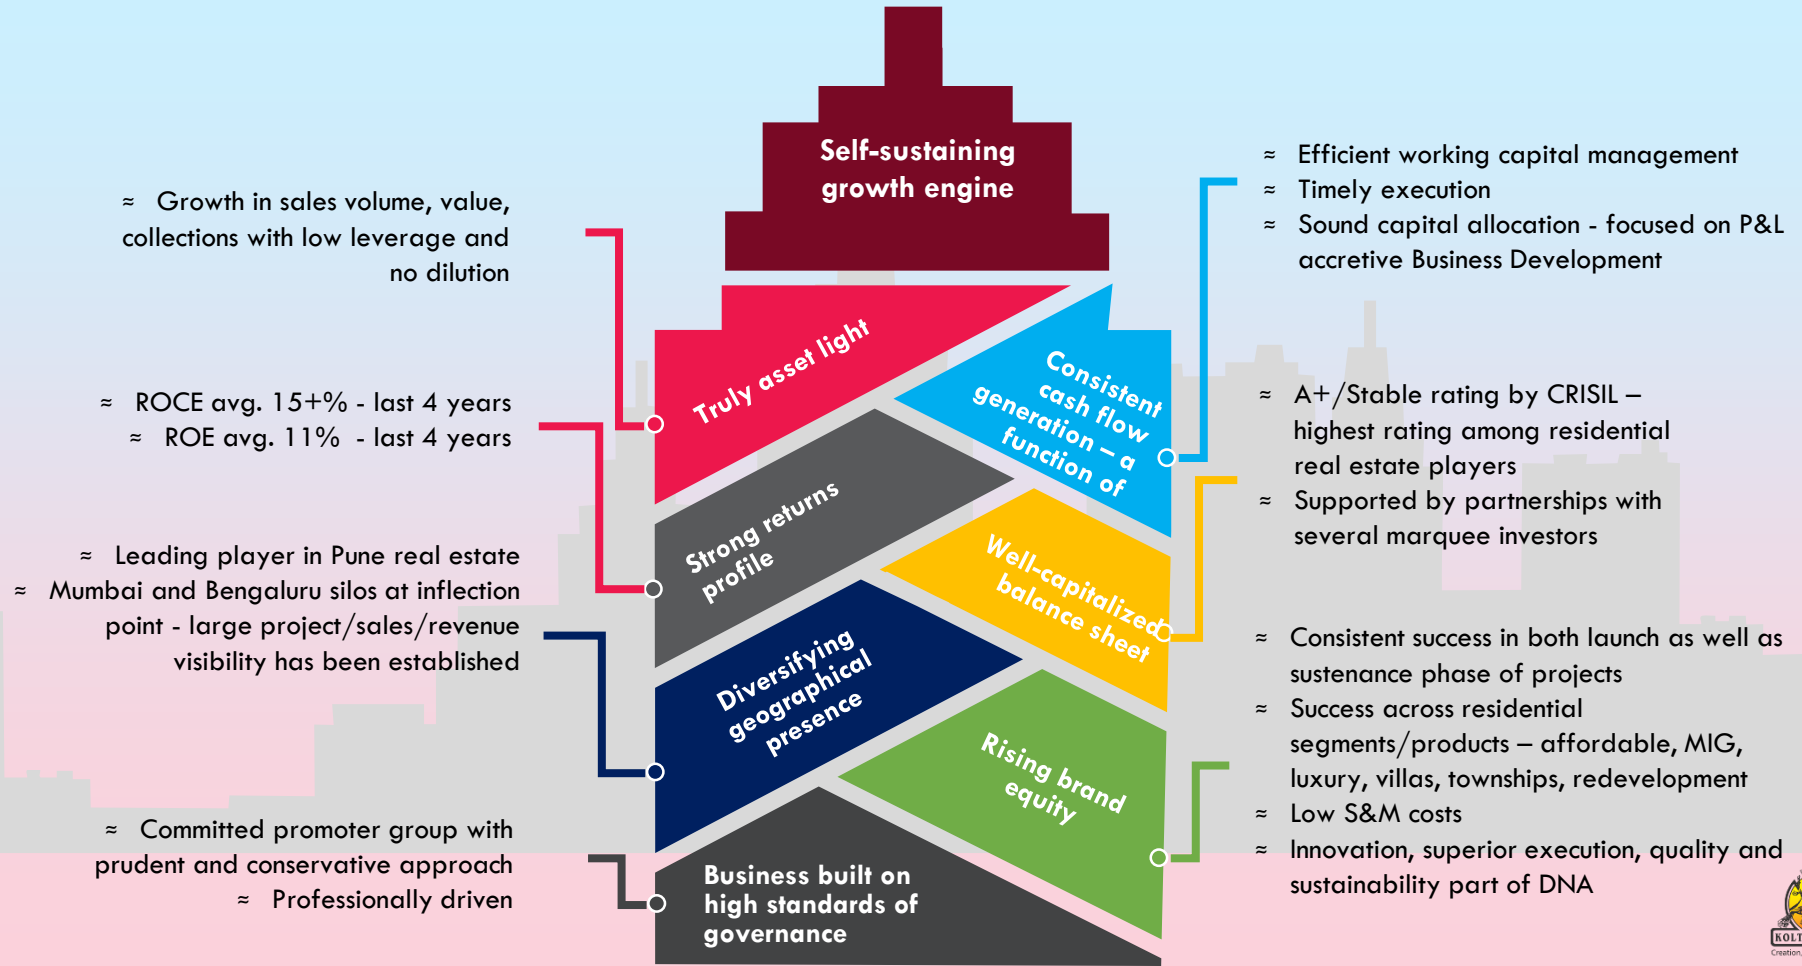 Self-sustaining
growth engine
≈ Growth in sales volume, value,
collections with low leverage and
no dilution
Truly asset light
≈ ROCE avg. 15+% - last 4 years
≈ ROE avg. 11% - last 4 years
Strong returns
profile
≈ Leading player in Pune real estate
≈ Mumbai and Bengaluru silos at inflection
point - large project/sales/revenue
visibility has been established
Diversifying
geographical
presence
≈ Committed promoter group with
prudent and conservative approach
≈ Professionally driven
Business built on
high standards of
governance
≈ Efficient working capital management
≈ Timely execution
≈ Sound capital allocation - focused on P&L
accretive Business Development
Consistent
cash flow
generation – a
function of
≈ A+/Stable rating by CRISIL –
highest rating among residential
real estate players
≈ Supported by partnerships with
several marquee investors
Well-capitalized
balance sheet
≈ Consistent success in both launch as well as
sustenance phase of projects
≈ Success across residential
segments/products – affordable, MIG,
luxury, villas, townships, redevelopment
≈ Low S&M costs
≈ Innovation, superior execution, quality and
sustainability part of DNA
Rising brand
equity
KOLT
Creation,